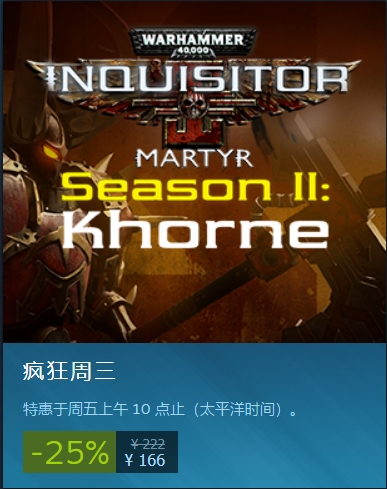 WARHAMMER
40,000
INQUISITOR
MARTYR
Season II:
Khorne
疯狂周三
特惠于周五上午 10 点止（太平洋时间）。
-25%
¥ 222
¥ 166